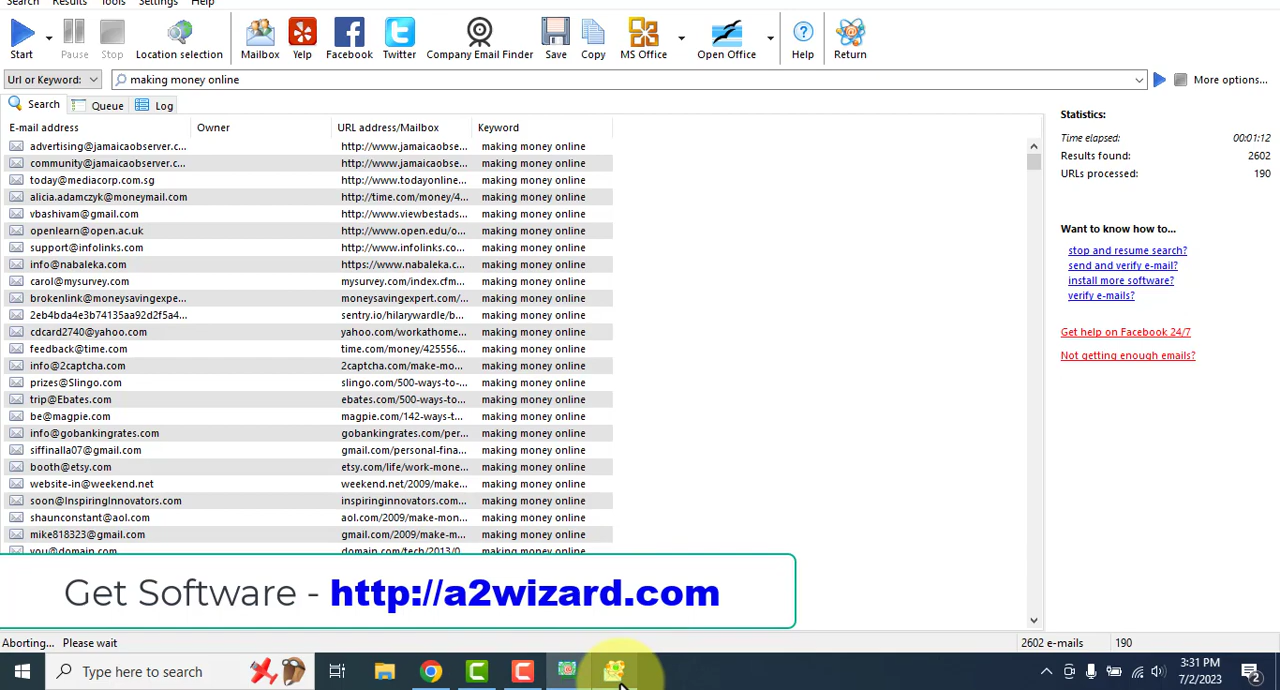 Search Results Tools Settings Help
Start Pause Stop Location selection Mailbox Yelp Facebook Twitter Company Email Finder Save Copy MS Office Open Office Help Return
Url or Keyword: making money online More options...
Search Queue Log
E-mail address Owner URL address/Mailbox Keyword
advertising@jamaicaobserver.c... http://www.jamaicaobse... making money online
community@jamaicaobserver.c... http://www.jamaicaobse... making money online
today@mediacorp.com.sg http://www.todayonline... making money online
alicia.adamczyk@moneymail.com http://time.com/money/4... making money online
vbashivam@gmail.com http://www.viewbestads... making money online
openlearn@open.ac.uk http://www.open.edu/o... making money online
support@infolinks.com http://www.infolinks.co... making money online
info@nabaleka.com https://www.nabaleka.c... making money online
carol@mysurvey.com mysurvey.com/index.cfm... making money online
brokenlink@moneysavingexpe... moneysavingexpert.com/... making money online
2eb4bda4e3b74135aa92d2f5a4... sentry.io/hilarywardle/b... making money online
cdcard2740@yahoo.com yahoo.com/workathome... making money online
feedback@time.com time.com/money/425556... making money online
info@2captcha.com 2captcha.com/make-mo... making money online
prizes@Slingo.com slingo.com/500-ways-to-... making money online
trip@Ebates.com ebates.com/500-ways-to... making money online
be@magpie.com magpie.com/142-ways-t... making money online
info@gobankingrates.com gobankingrates.com/per... making money online
siffinalla07@gmail.com gmail.com/personal-fina... making money online
booth@etsy.com etsy.com/life/work-mone... making money online
website-in@weekend.net weekend.net/2009/make... making money online
soon@InspiringInnovators.com inspiringinnovators.com... making money online
shaunconstant@aol.com aol.com/2009/make-mon... making money online
mike818323@gmail.com gmail.com/2009/make-m... making money online
you@domain.com domain.com/tech/2013/0... making money online
Statistics:
Time elapsed: 00:01:12
Results found: 2602
URLs processed: 190
Want to know how to...
stop and resume search?
send and verify e-mail?
install more software?
verify e-mails?
Get help on Facebook 24/7
Not getting enough emails?
Get Software - http://a2wizard.com
Aborting... Please wait 2602 e-mails 190
Type here to search
3:31 PM
7/2/2023
2